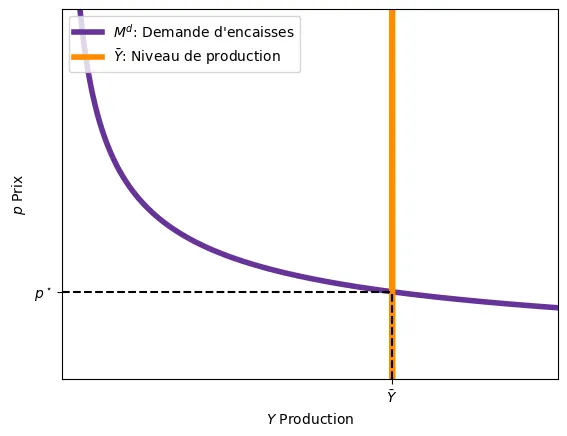 M^d: Demande d'encaisses
Ȳ: Niveau de production
p Prix
p*
Ȳ
Y Production